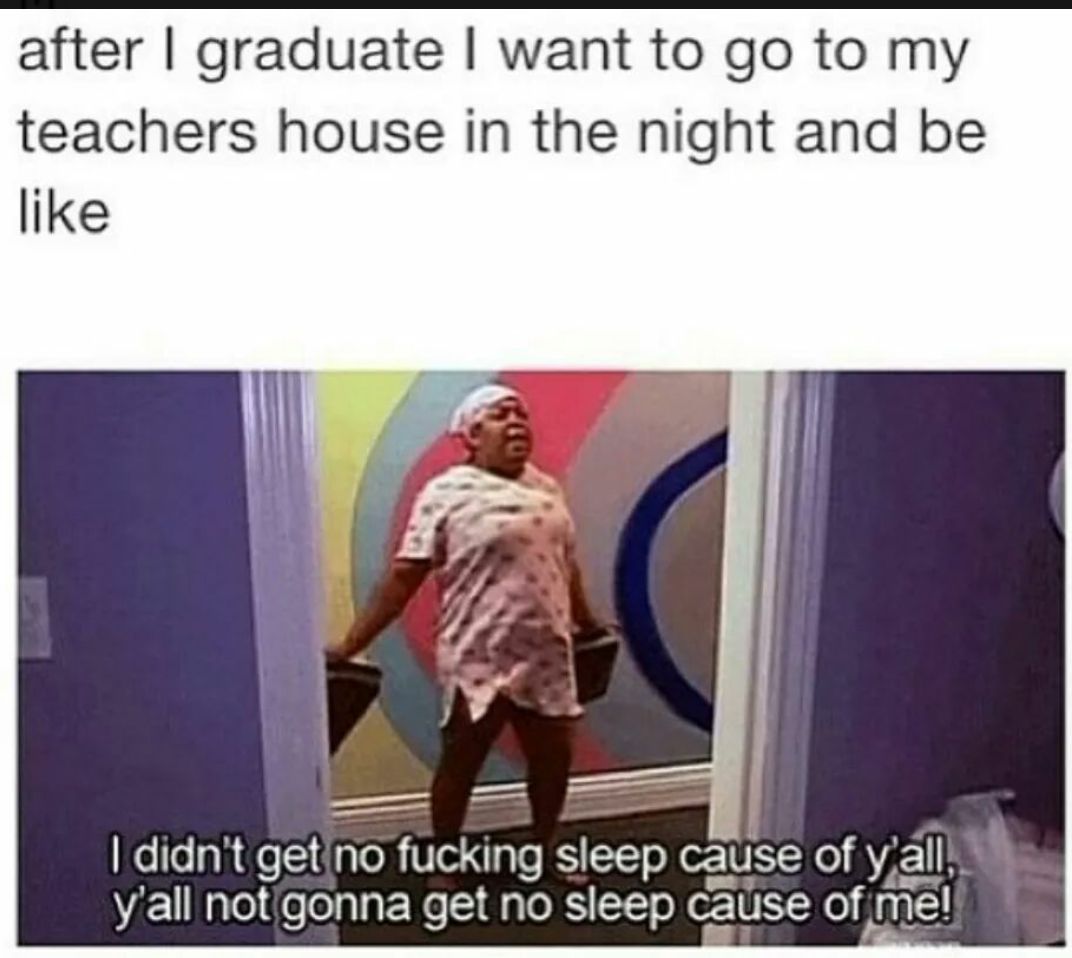 after I graduate I want to go to my
teachers house in the night and be
like
I didn't get no fucking sleep cause of y'all,
y'all not gonna get no sleep cause of me!